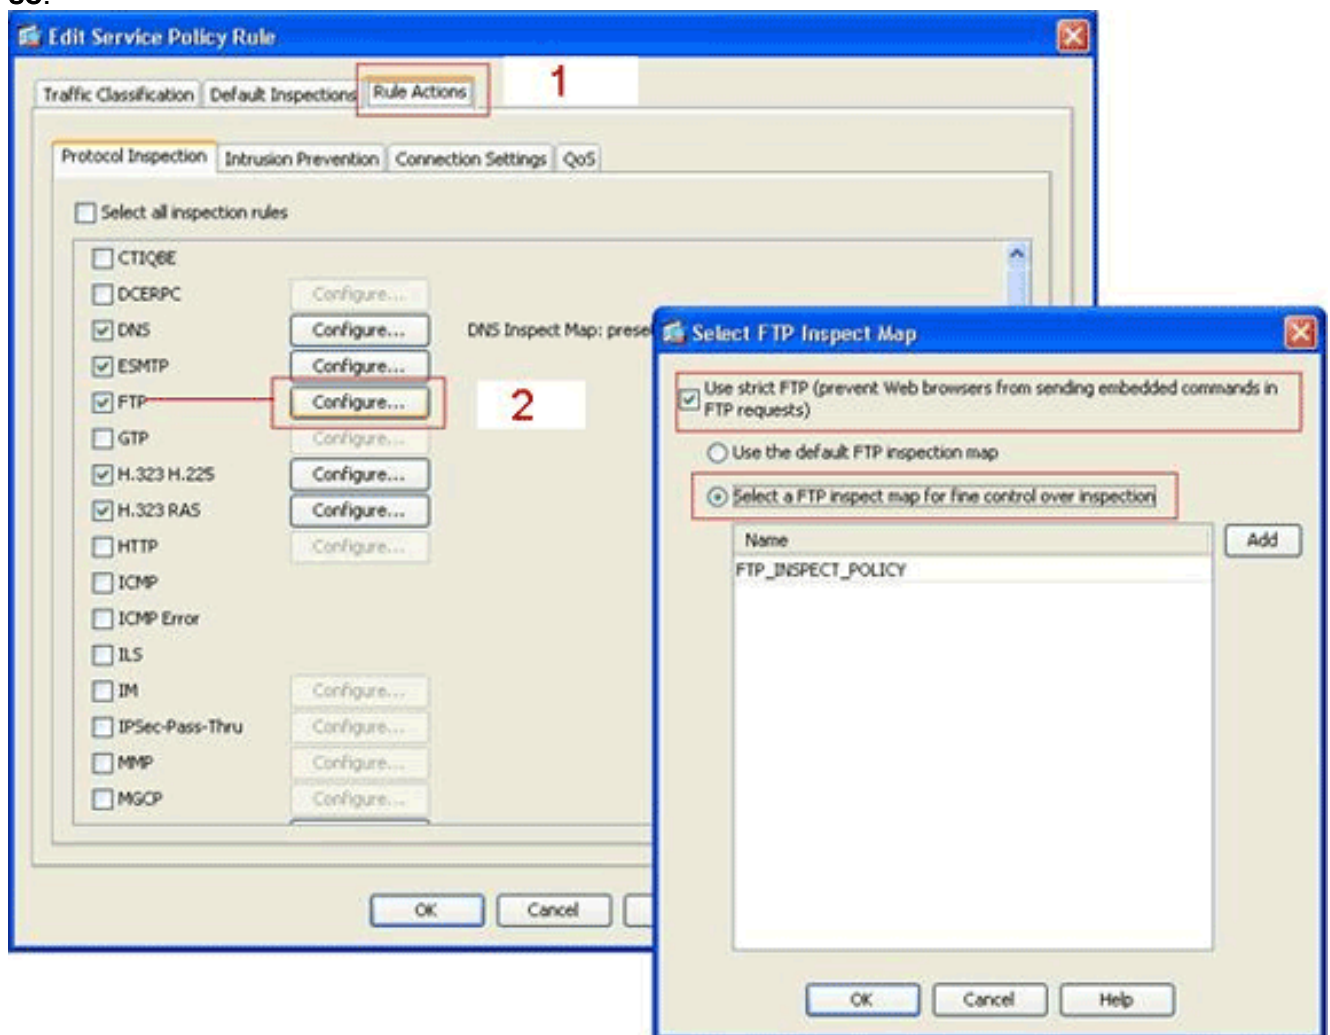 Edit Service Policy Rule
1
Traffic Classification Default Inspections Rule Actions
Protocol Inspection Intrusion Prevention Connection Settings QoS
Select all inspection rules
CTIQBE
DCERPC Configure...
DNS Configure... DNS Inspect Map: prese
ESMTP Configure...
FTP Configure... 2
GTP Configure...
H.323 H.225 Configure...
H.323 RAS Configure...
HTTP Configure...
ICMP
ICMP Error
ILS
IM Configure...
IPSec-Pass-Thru Configure...
MMP Configure...
MGCP Configure...
OK Cancel
Select FTP Inspect Map
Use strict FTP (prevent Web browsers from sending embedded commands in
FTP requests)
Use the default FTP inspection map
Select a FTP inspect map for fine control over inspection
Name Add
FTP_INSPECT_POLICY
OK Cancel Help